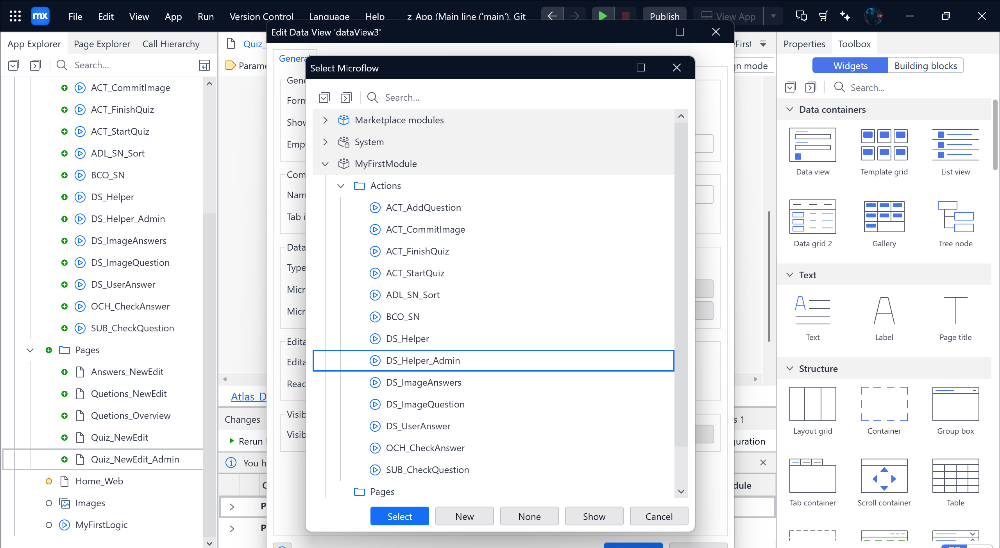 mx File Edit View App Run Version Control Language Help z_App (Main line ('main'), Git Publish View App
App Explorer Page Explorer Call Hierarchy
Search...
ACT_CommitImage
ACT_FinishQuiz
ACT_StartQuiz
ADL_SN_Sort
BCO_SN
DS_Helper
DS_Helper_Admin
DS_ImageAnswers
DS_ImageQuestion
DS_UserAnswer
OCH_CheckAnswer
SUB_CheckQuestion
Pages
Answers_NewEdit
Quetions_NewEdit
Quetions_Overview
Quiz_NewEdit
Quiz_NewEdit_Admin
Home_Web
Images
MyFirstLogic
Quiz_
Parame
Atlas_D
Changes
Rerun
You h
Edit Data View 'dataView3'
General
Gene
Form
Show
Emp
Com
Nam
Tab i
Data
Type
Micr
Micr
Edita
Edita
Read
Visib
Visib
Select Microflow
Search...
Marketplace modules
System
MyFirstModule
Actions
ACT_AddQuestion
ACT_CommitImage
ACT_FinishQuiz
ACT_StartQuiz
ADL_SN_Sort
BCO_SN
DS_Helper
DS_Helper_Admin
DS_ImageAnswers
DS_ImageQuestion
DS_UserAnswer
OCH_CheckAnswer
SUB_CheckQuestion
Pages
Select New None Show Cancel
yFirst
gn mode
s 1
guration
dule
Properties Toolbox
Widgets Building blocks
Search...
Data containers
Data view Template grid List view
Data grid 2 Gallery Tree node
Text
Text Label Page title
Structure
Layout grid Container Group box
Tab container Scroll container Table